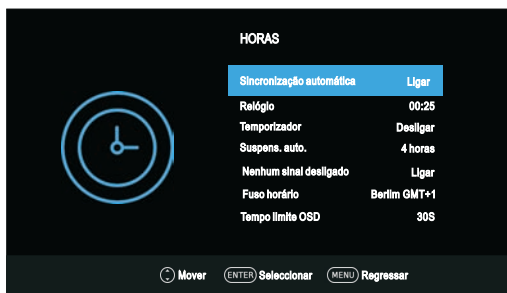 HORAS
Sincronização automática Ligar
Relógio 00:25
Temporizador Desligar
Suspens. auto. 4 horas
Nenhum sinal desligado Ligar
Fuso horário Berlim GMT+1
Tempo limite OSD 30S
Mover ENTER Seleccionar MENU Regressar